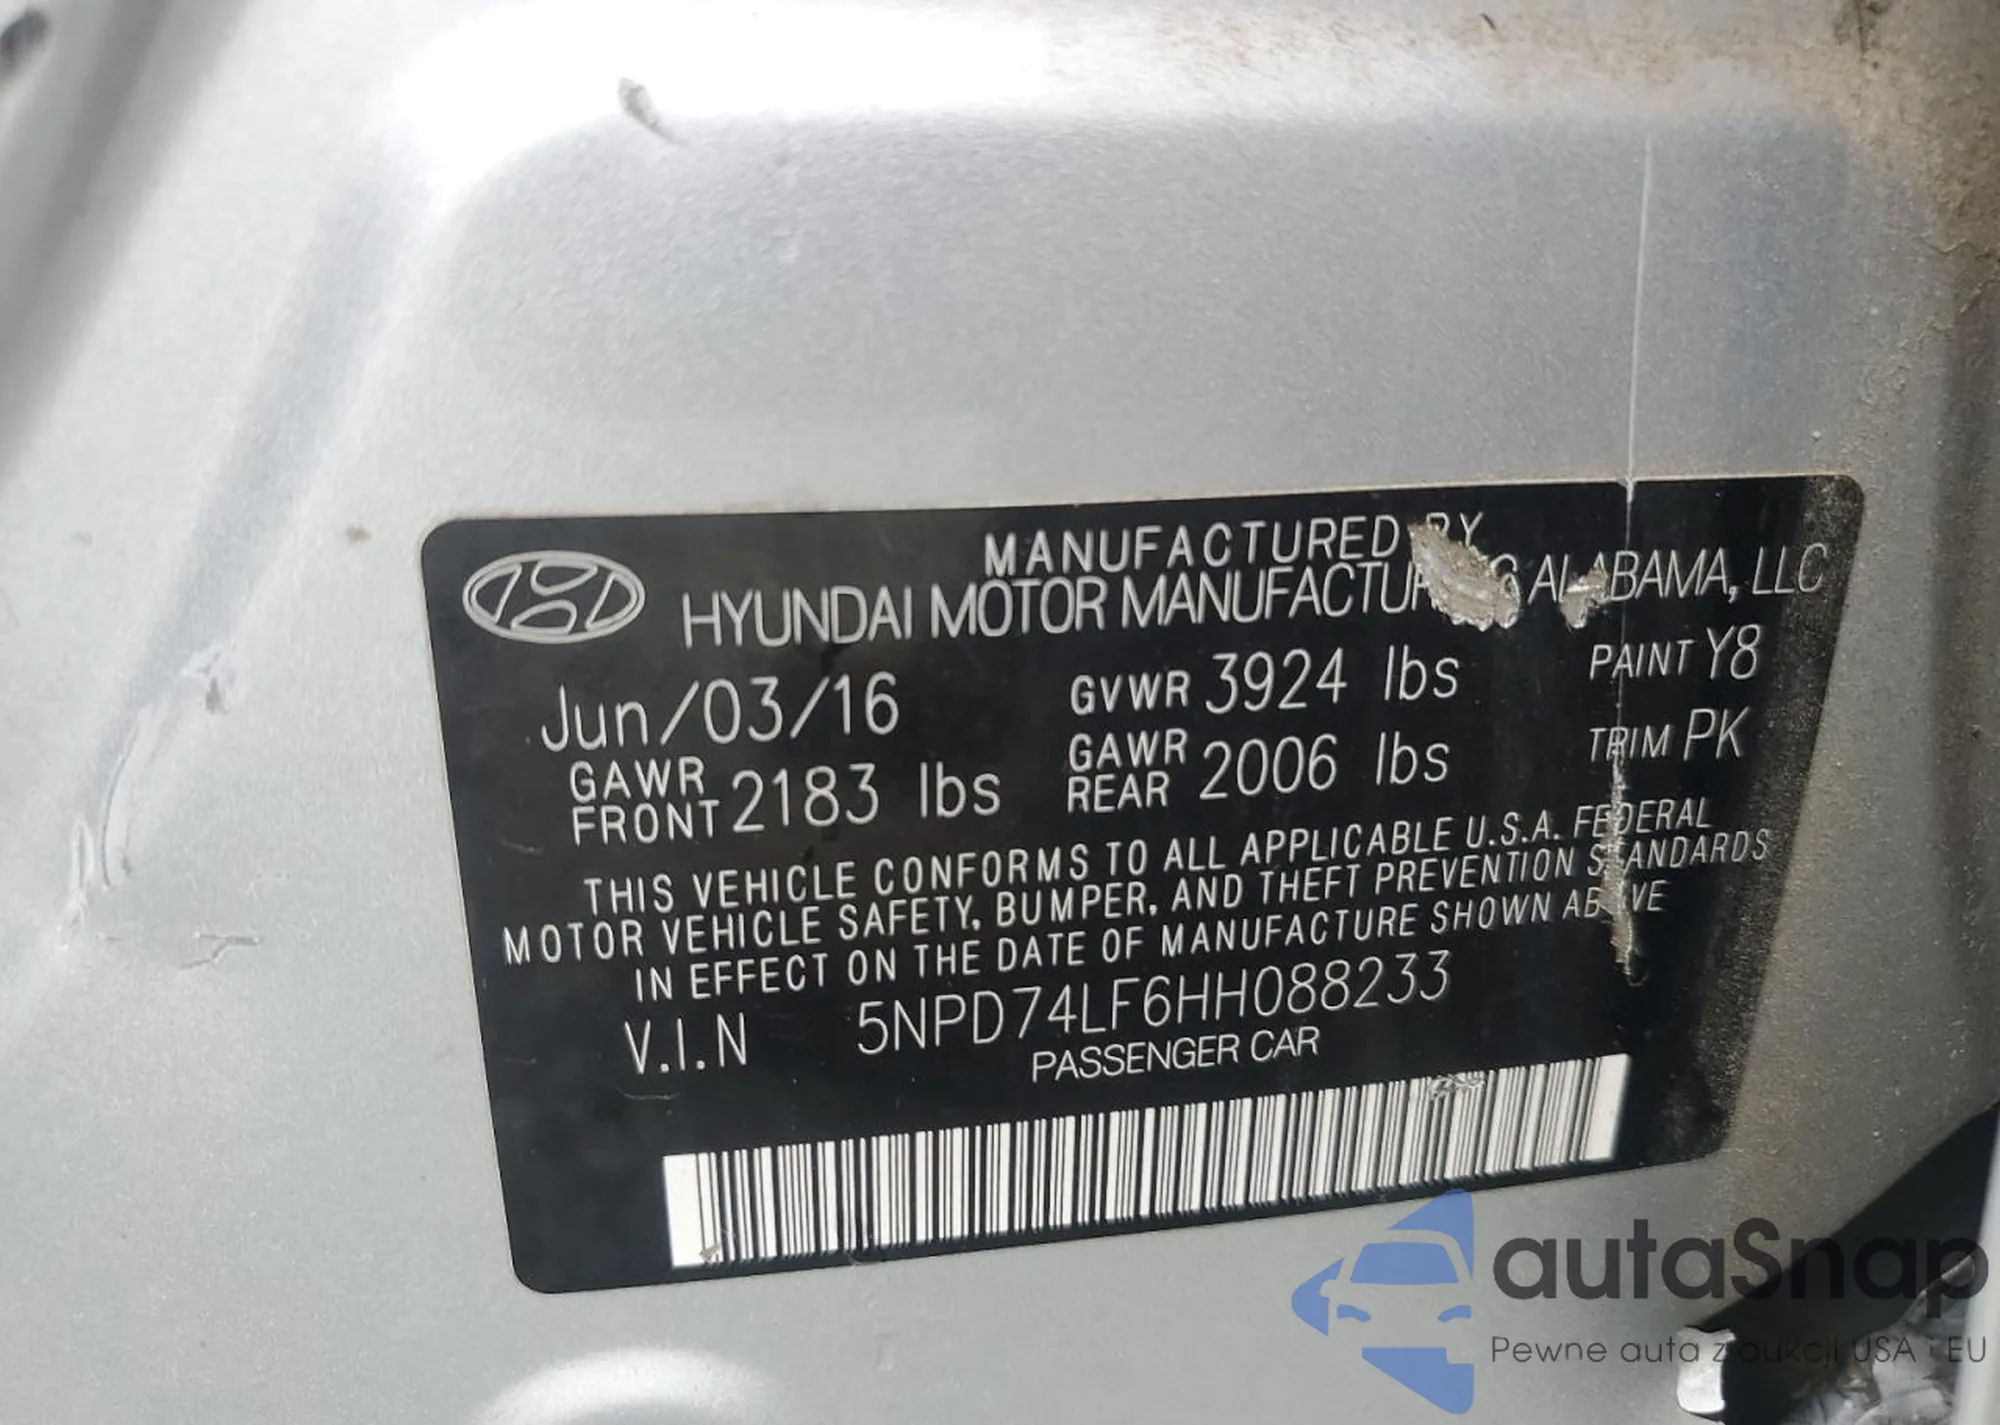 MANUFACTURED BY
HYUNDAI MOTOR MANUFACTURING ALABAMA, LLC
Jun/03/16 GVWR 3924 lbs PAINT Y8
GAWR FRONT 2183 lbs GAWR REAR 2006 lbs TRIM PK
THIS VEHICLE CONFORMS TO ALL APPLICABLE U.S.A. FEDERAL
MOTOR VEHICLE SAFETY, BUMPER, AND THEFT PREVENTION STANDARDS
IN EFFECT ON THE DATE OF MANUFACTURE SHOWN ABOVE
V.I.N 5NPD74LF6HH088233
PASSENGER CAR
autaSnap
Pewne auta z aukcji USA i EU